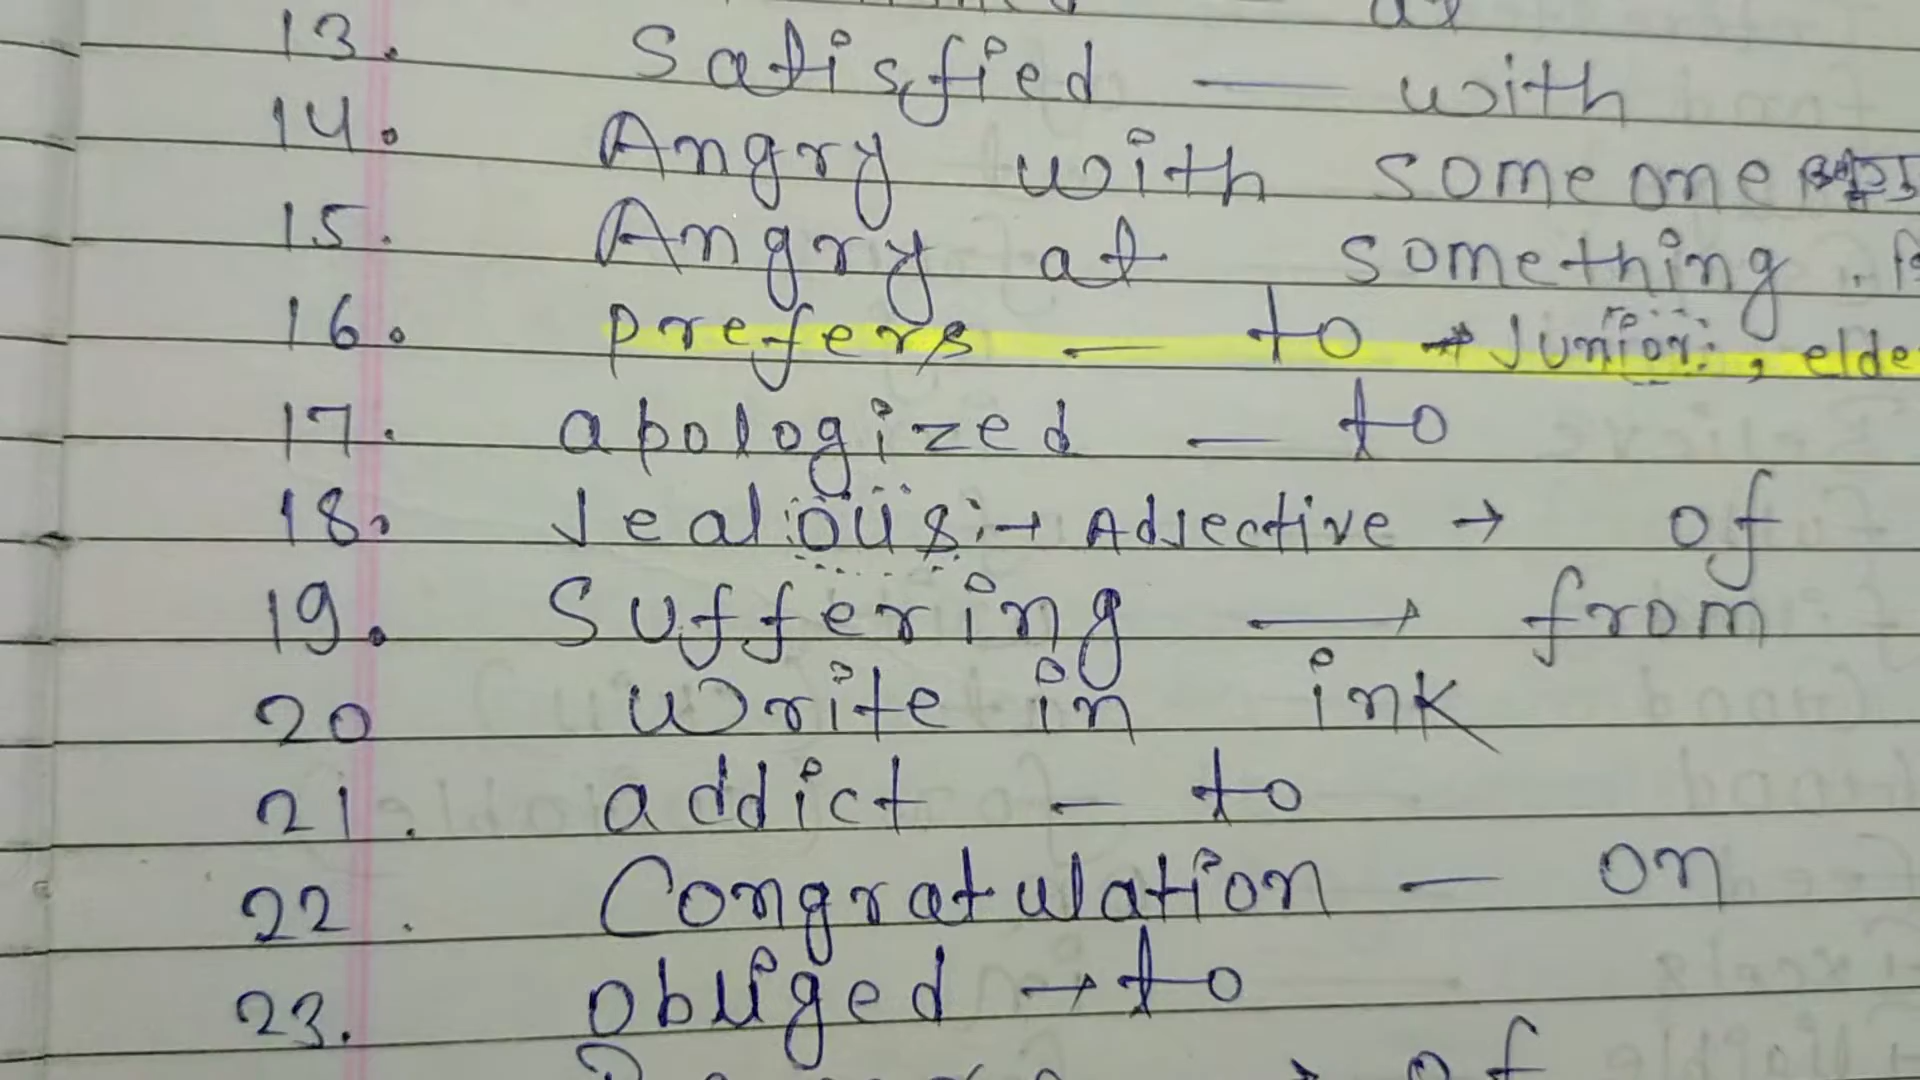 13. Satisfied — with
14. Angry with someone
15. Angry at something.
16. prefers — to → Junior, elde
17. apologized — to
18. Jealous → Adjective → of
19. Suffering → from
20 Write in ink
21. addict — to
22. Congratulation — on
23. obliged → to
of